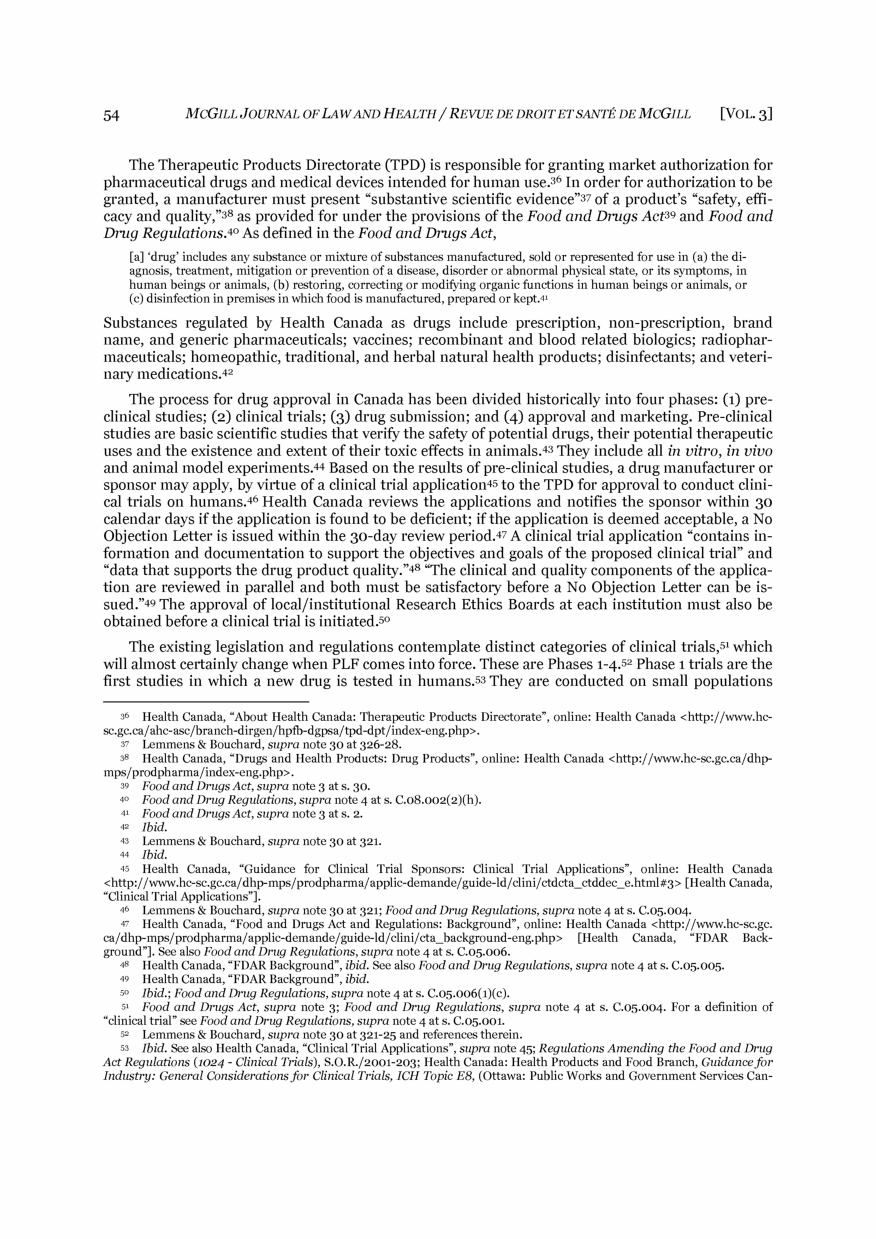 54 MCGILL JOURNAL OF LAW AND HEALTH / REVUE DE DROIT ET SANTÉ DE MCGILL [VOL. 3]
The Therapeutic Products Directorate (TPD) is responsible for granting market authorization for
pharmaceutical drugs and medical devices intended for human use.36 In order for authorization to be
granted, a manufacturer must present “substantive scientific evidence”37 of a product’s “safety, effi-
cacy and quality,”38 as provided for under the provisions of the Food and Drugs Act39 and Food and
Drug Regulations.40 As defined in the Food and Drugs Act,
[a] ‘drug’ includes any substance or mixture of substances manufactured, sold or represented for use in (a) the di-
agnosis, treatment, mitigation or prevention of a disease, disorder or abnormal physical state, or its symptoms, in
human beings or animals, (b) restoring, correcting or modifying organic functions in human beings or animals, or
(c) disinfection in premises in which food is manufactured, prepared or kept.41
Substances regulated by Health Canada as drugs include prescription, non-prescription, brand
name, and generic pharmaceuticals; vaccines; recombinant and blood related biologics; radiophar-
maceuticals; homeopathic, traditional, and herbal natural health products; disinfectants; and veteri-
nary medications.42
The process for drug approval in Canada has been divided historically into four phases: (1) pre-
clinical studies; (2) clinical trials; (3) drug submission; and (4) approval and marketing. Pre-clinical
studies are basic scientific studies that verify the safety of potential drugs, their potential therapeutic
uses and the existence and extent of their toxic effects in animals.43 They include all in vitro, in vivo
and animal model experiments.44 Based on the results of pre-clinical studies, a drug manufacturer or
sponsor may apply, by virtue of a clinical trial application45 to the TPD for approval to conduct clini-
cal trials on humans.46 Health Canada reviews the applications and notifies the sponsor within 30
calendar days if the application is found to be deficient; if the application is deemed acceptable, a No
Objection Letter is issued within the 30-day review period.47 A clinical trial application “contains in-
formation and documentation to support the objectives and goals of the proposed clinical trial” and
“data that supports the drug product quality.”48 “The clinical and quality components of the applica-
tion are reviewed in parallel and both must be satisfactory before a No Objection Letter can be is-
sued.”49 The approval of local/institutional Research Ethics Boards at each institution must also be
obtained before a clinical trial is initiated.50
The existing legislation and regulations contemplate distinct categories of clinical trials,51 which
will almost certainly change when PLF comes into force. These are Phases 1-4.52 Phase 1 trials are the
first studies in which a new drug is tested in humans.53 They are conducted on small populations
36 Health Canada, “About Health Canada: Therapeutic Products Directorate”, online: Health Canada <http://www.hc-
sc.gc.ca/ahc-asc/branch-dirgen/hpfb-dgpsa/tpd-dpt/index-eng.php>.
37 Lemmens & Bouchard, supra note 30 at 326-28.
38 Health Canada, “Drugs and Health Products: Drug Products”, online: Health Canada <http://www.hc-sc.gc.ca/dhp-
mps/prodpharma/index-eng.php>.
39 Food and Drugs Act, supra note 3 at s. 30.
40 Food and Drug Regulations, supra note 4 at s. C.08.002(2)(h).
41 Food and Drugs Act, supra note 3 at s. 2.
42 Ibid.
43 Lemmens & Bouchard, supra note 30 at 321.
44 Ibid.
45 Health Canada, “Guidance for Clinical Trial Sponsors: Clinical Trial Applications”, online: Health Canada
<http://www.hc-sc.gc.ca/dhp-mps/prodpharma/applic-demande/guide-ld/clini/ctdcta_ctddec_e.html#3> [Health Canada,
“Clinical Trial Applications”].
46 Lemmens & Bouchard, supra note 30 at 321; Food and Drug Regulations, supra note 4 at s. C.05.004.
47 Health Canada, “Food and Drugs Act and Regulations: Background”, online: Health Canada <http://www.hc-sc.gc.
ca/dhp-mps/prodpharma/applic-demande/guide-ld/clini/cta_background-eng.php> [Health Canada, “FDAR Back-
ground”]. See also Food and Drug Regulations, supra note 4 at s. C.05.006.
48 Health Canada, “FDAR Background”, ibid. See also Food and Drug Regulations, supra note 4 at s. C.05.005.
49 Health Canada, “FDAR Background”, ibid.
50 Ibid.; Food and Drug Regulations, supra note 4 at s. C.05.006(1)(c).
51 Food and Drugs Act, supra note 3; Food and Drug Regulations, supra note 4 at s. C.05.004. For a definition of
“clinical trial” see Food and Drug Regulations, supra note 4 at s. C.05.001.
52 Lemmens & Bouchard, supra note 30 at 321-25 and references therein.
53 Ibid. See also Health Canada, “Clinical Trial Applications”, supra note 45; Regulations Amending the Food and Drug
Act Regulations (1024 - Clinical Trials), S.O.R./2001-203; Health Canada: Health Products and Food Branch, Guidance for
Industry: General Considerations for Clinical Trials, ICH Topic E8, (Ottawa: Public Works and Government Services Can-